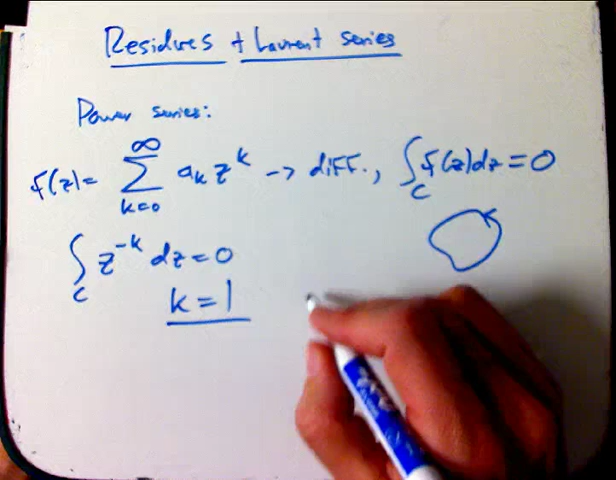 Residues + Laurent series
Power series:
f(z) = ∑_{k=0}^{∞} a_k z^k → diff., ∫_C f(z)dz = 0
∫_C z^{-k} dz = 0
k = 1